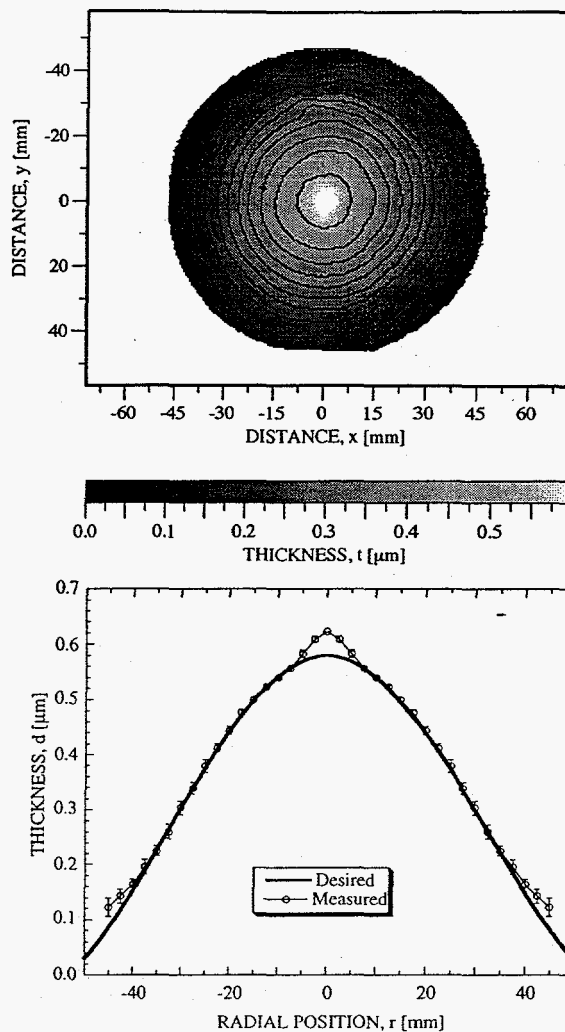 DISTANCE, y [mm]
-40
-20
0
20
40
-60 -45 -30 -15 0 15 30 45 60
DISTANCE, x [mm]
0.0 0.1 0.2 0.3 0.4 0.5
THICKNESS, t [µm]
THICKNESS, d [µm]
0.7
0.6
0.5
0.4
0.3
0.2
0.1
0.0
Desired
Measured
-40 -20 0 20 40
RADIAL POSITION, r [mm]